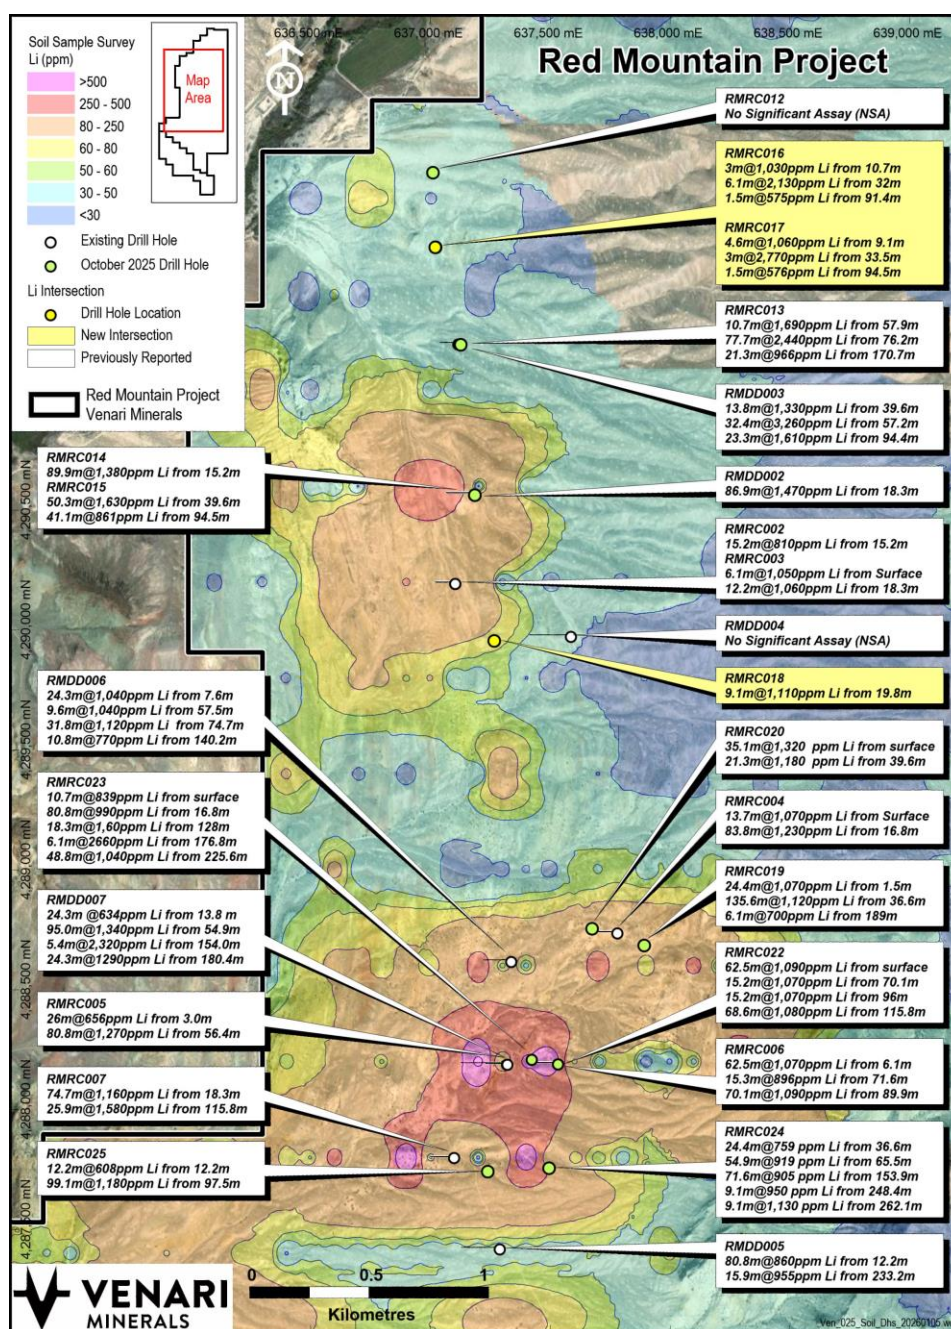 636,500 mE
637,000 mE
637,500 mE
638,000 mE
638,500 mE
639,000 mE
Red Mountain Project
Soil Sample Survey
Li (ppm)
>500
250 - 500
80 - 250
60 - 80
50 - 60
30 - 50
<30
Map
Area
Existing Drill Hole
October 2025 Drill Hole
Li Intersection
Drill Hole Location
New Intersection
Previously Reported
Red Mountain Project
Venari Minerals
N
RMRC012
No Significant Assay (NSA)
RMRC016
3m@1,030ppm Li from 10.7m
6.1m@2,130ppm Li from 32m
1.5m@575ppm Li from 91.4m
RMRC017
4.6m@1,060ppm Li from 9.1m
3m@2,770ppm Li from 33.5m
1.5m@576ppm Li from 94.5m
RMRC013
10.7m@1,690ppm Li from 57.9m
77.7m@2,440ppm Li from 76.2m
21.3m@966ppm Li from 170.7m
RMDD003
13.8m@1,330ppm Li from 39.6m
32.4m@3,260ppm Li from 57.2m
23.3m@1,610ppm Li from 94.4m
RMRC014
89.9m@1,380ppm Li from 15.2m
RMRC015
50.3m@1,630ppm Li from 39.6m
41.1m@861ppm Li from 94.5m
RMDD002
86.9m@1,470ppm Li from 18.3m
RMRC002
15.2m@810ppm Li from 15.2m
RMRC003
6.1m@1,050ppm Li from Surface
12.2m@1,060ppm Li from 18.3m
RMDD004
No Significant Assay (NSA)
RMRC018
9.1m@1,110ppm Li from 19.8m
RMDD006
24.3m@1,040ppm Li from 7.6m
9.6m@1,040ppm Li from 57.5m
31.8m@1,120ppm Li from 74.7m
10.8m@770ppm Li from 140.2m
RMRC020
35.1m@1,320 ppm Li from surface
21.3m@1,180 ppm Li from 39.6m
RMRC023
10.7m@839ppm Li from surface
80.8m@990ppm Li from 16.8m
18.3m@1,60ppm Li from 128m
6.1m@2660ppm Li from 176.8m
48.8m@1,040ppm Li from 225.6m
RMRC004
13.7m@1,070ppm Li from Surface
83.8m@1,230ppm Li from 16.8m
RMRC019
24.4m@1,070ppm Li from 1.5m
135.6m@1,120ppm Li from 36.6m
6.1m@700ppm Li from 189m
RMDD007
24.3m @634ppm Li from 13.8 m
95.0m@1,340ppm Li from 54.9m
5.4m@2,320ppm Li from 154.0m
24.3m@1290ppm Li from 180.4m
RMRC022
62.5m@1,090ppm Li from surface
15.2m@1,070ppm Li from 70.1m
15.2m@1,070ppm Li from 96m
68.6m@1,080ppm Li from 115.8m
RMRC005
26m@656ppm Li from 3.0m
80.8m@1,270ppm Li from 56.4m
RMRC006
62.5m@1,070ppm Li from 6.1m
15.3m@896ppm Li from 71.6m
70.1m@1,090ppm Li from 89.9m
RMRC007
74.7m@1,160ppm Li from 18.3m
25.9m@1,580ppm Li from 115.8m
RMRC024
24.4m@759 ppm Li from 36.6m
54.9m@919 ppm Li from 65.5m
71.6m@905 ppm Li from 153.9m
9.1m@950 ppm Li from 248.4m
9.1m@1,130 ppm Li from 262.1m
RMRC025
12.2m@608ppm Li from 12.2m
99.1m@1,180ppm Li from 97.5m
RMDD005
80.8m@860ppm Li from 12.2m
15.9m@955ppm Li from 233.2m
4,290,500 mN
4,290,000 mN
4,289,500 mN
4,289,000 mN
4,288,500 mN
4,288,000 mN
4,287,500 mN
VENARI
MINERALS
0 0.5 1
Kilometres